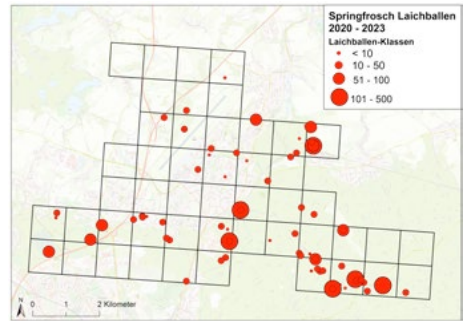 Springfrosch Laichballen
2020 - 2023
Laichballen-Klassen
< 10
10 - 50
51 - 100
101 - 500
N
0 1 2 Kilometer